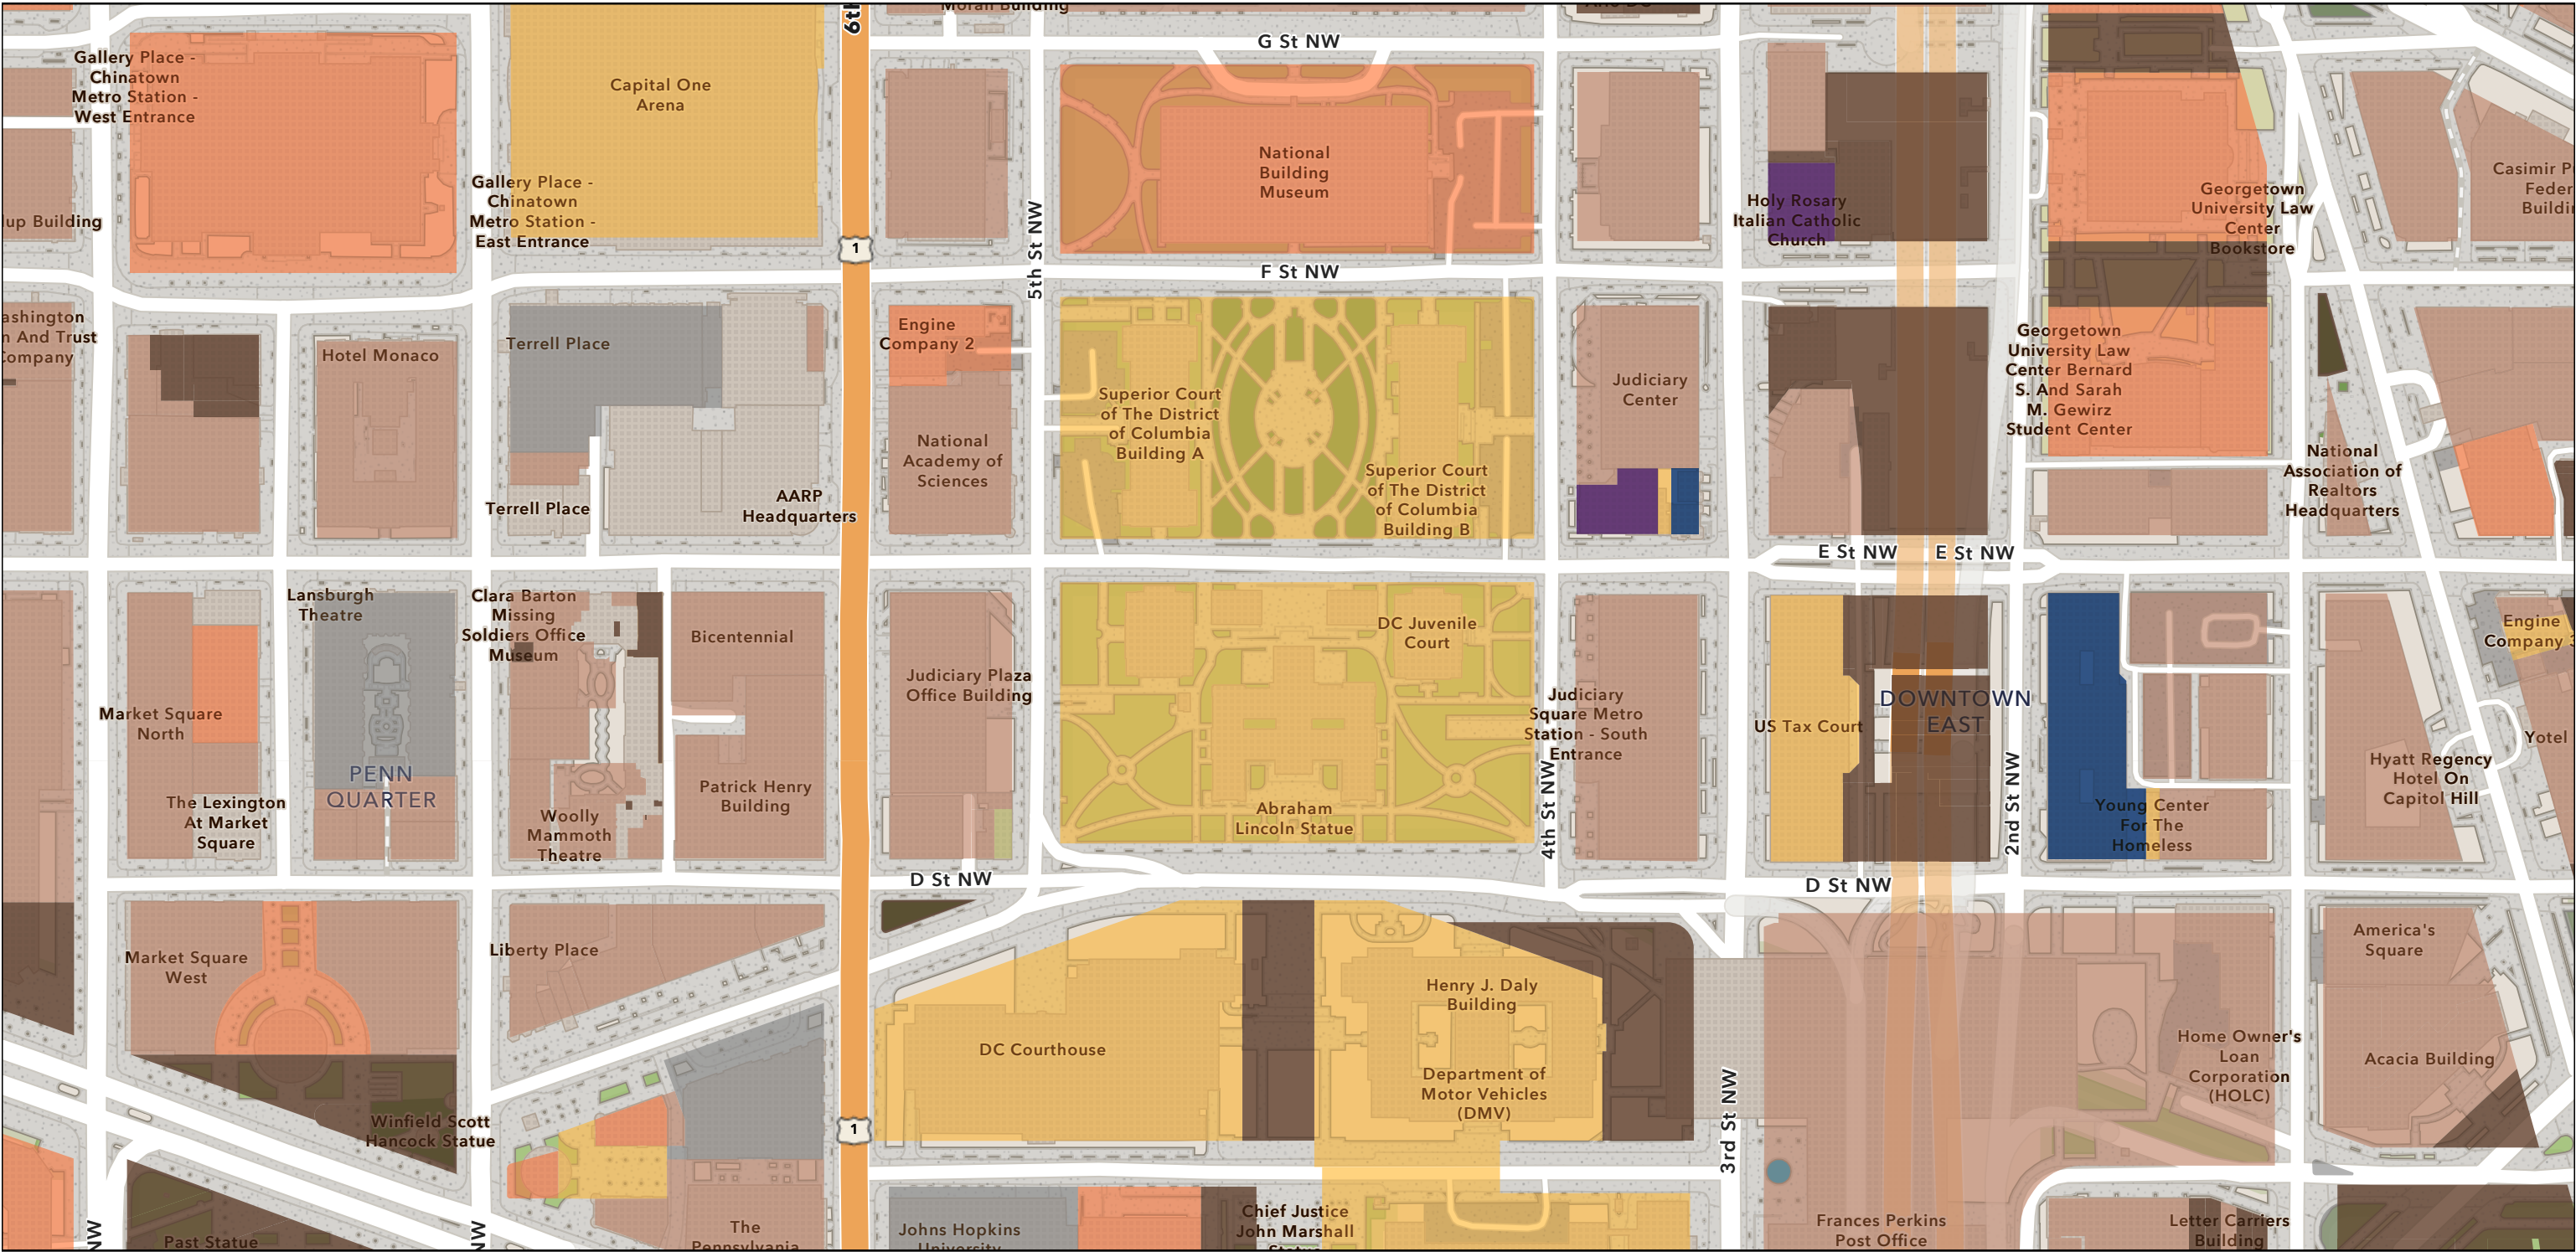 Moran Building
And DC
6th
G St NW
Gallery Place -
Chinatown
Metro Station -
West Entrance
Capital One
Arena
National
Building
Museum
Casimir P
Feder
Buildin
Gallery Place -
Chinatown
Metro Station -
East Entrance
Holy Rosary
Italian Catholic
Church
Georgetown
University Law
Center
Bookstore
lup Building
1
5th St NW
F St NW
ashington
n And Trust
Company
Hotel Monaco
Terrell Place
Engine
Company 2
Superior Court
of The District
of Columbia
Building A
Judiciary
Center
Georgetown
University Law
Center Bernard
S. And Sarah
M. Gewirz
Student Center
National
Academy of
Sciences
Superior Court
of The District
of Columbia
Building B
National
Association of
Realtors
Headquarters
Terrell Place
AARP
Headquarters
E St NW
E St NW
Lansburgh
Theatre
Clara Barton
Missing
Soldiers Office
Museum
Bicentennial
DC Juvenile
Court
Engine
Company 3
Market Square
North
Judiciary Plaza
Office Building
Judiciary
Square Metro
Station - South
Entrance
US Tax Court
DOWNTOWN
EAST
Yotel
PENN
QUARTER
Patrick Henry
Building
Hyatt Regency
Hotel On
Capitol Hill
The Lexington
At Market
Square
Woolly
Mammoth
Theatre
Abraham
Lincoln Statue
4th St NW
2nd St NW
Young Center
For The
Homeless
D St NW
D St NW
Market Square
West
Liberty Place
America's
Square
Henry J. Daly
Building
DC Courthouse
Department of
Motor Vehicles
(DMV)
Home Owner's
Loan
Corporation
(HOLC)
Acacia Building
Winfield Scott
Hancock Statue
1
3rd St NW
NW
NW
Past Statue
The
Pennsylvania
Johns Hopkins
University
Chief Justice
John Marshall
Statue
Frances Perkins
Post Office
Letter Carriers
Building